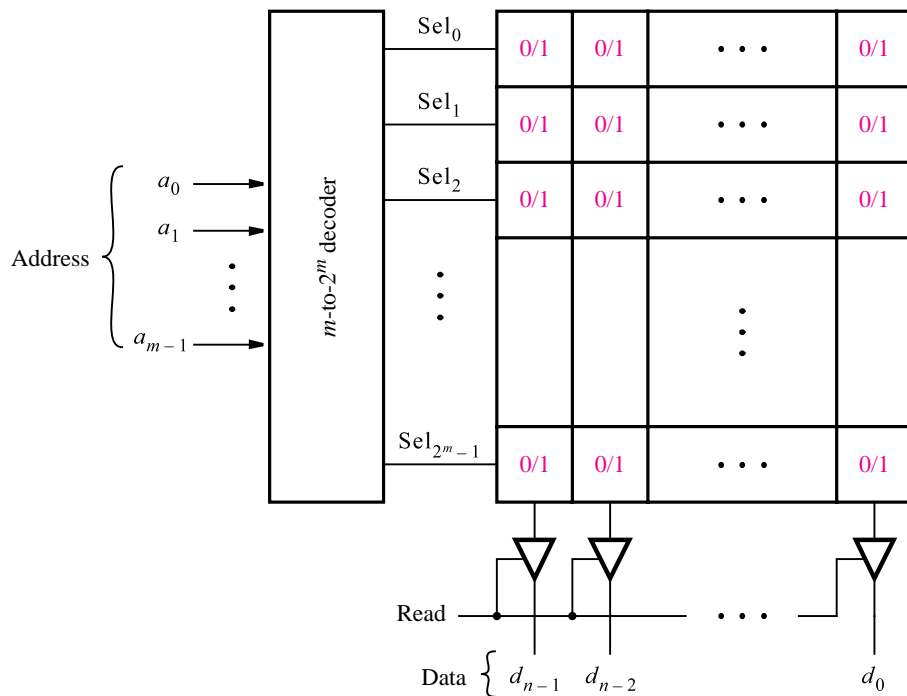 Sel₀ 0/1 0/1 • • • 0/1
Sel₁ 0/1 0/1 • • • 0/1
Sel₂ 0/1 0/1 • • • 0/1
a₀
a₁
Address
m-to-2ᵐ decoder
aₘ₋₁
Sel₂ᵐ₋₁ 0/1 0/1 • • • 0/1
Read • • •
Data dₙ₋₁ dₙ₋₂ d₀